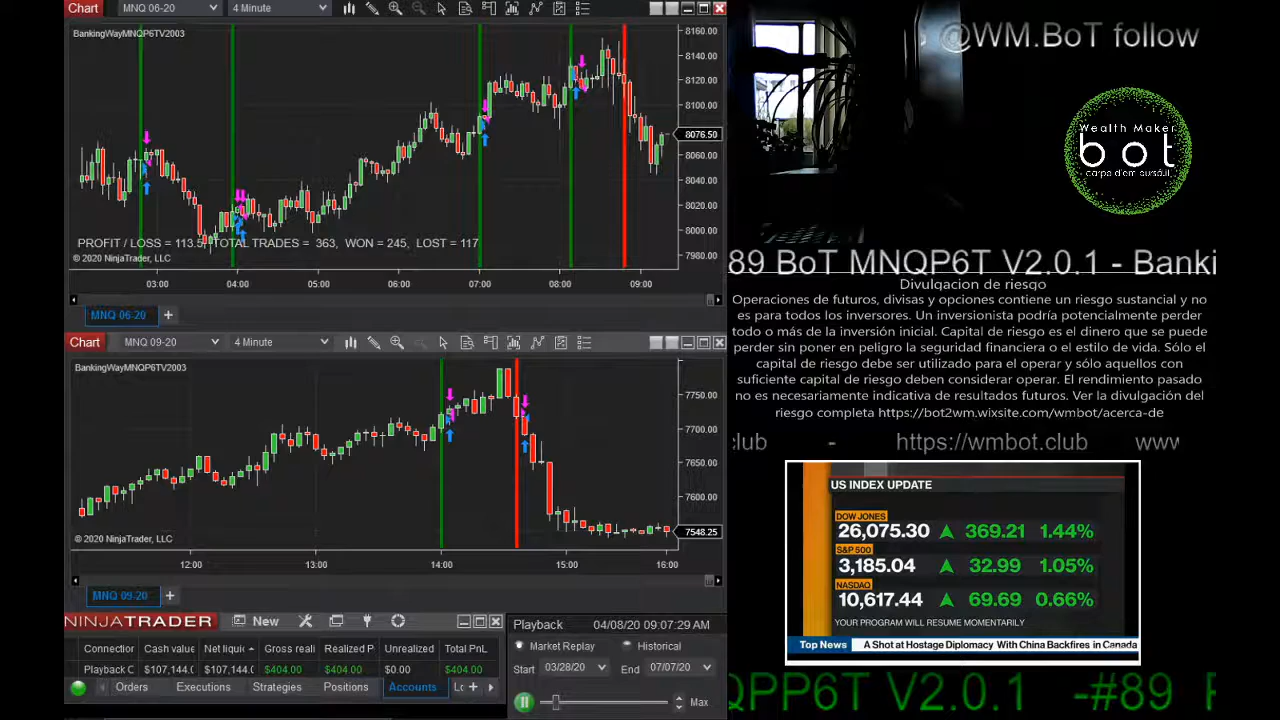 Chart MNQ 06-20 4 Minute
BankingWayMNQP6TV2003
8160.00
8140.00
8120.00
8100.00
8076.50
8060.00
8040.00
8020.00
8000.00
7980.00
PROFIT / LOSS = 113.5, TOTAL TRADES = 363, WON = 245, LOST = 117
© 2020 NinjaTrader, LLC
03:00 04:00 05:00 06:00 07:00 08:00 09:00
MNQ 06-20 +
Chart MNQ 09-20 4 Minute
BankingWayMNQP6TV2003
7750.00
7700.00
7650.00
7600.00
7548.25
© 2020 NinjaTrader, LLC
12:00 13:00 14:00 15:00 16:00
MNQ 09-20 +
NINJATRADER New
Connection Cash value Net liqui Gross reali Realized P Unrealized Total PnL
Playback C $107,144. $107,144. $404.00 $404.00 $0.00 $404.00
Orders Executions Strategies Positions Accounts
Playback 04/08/20 09:07:29 AM
Market Replay Historical
Start 03/28/20 End 07/07/20
Max
@WM.BoT follow
Wealth Maker
bot
89 BoT MNQP6T V2.0.1 - Banki
Divulgacion de riesgo
Operaciones de futuros, divisas y opciones contiene un riesgo sustancial y no
es para todos los inversores. Un inversionista podría potencialmente perder
todo o más de la inversión inicial. Capital de riesgo es el dinero que se puede
perder sin poner en peligro la seguridad financiera o el estilo de vida. Sólo el
capital de riesgo debe ser utilizado para el operar y sólo aquellos con
suficiente capital de riesgo deben considerar operar. El rendimiento pasado
no es necesariamente indicativa de resultados futuros. Ver la divulgación del
riesgo completa https://bot2wm.wixsite.com/wmbot/acerca-de
club - https://wmbot.club www
US INDEX UPDATE
DOW JONES
26,075.30 369.21 1.44%
S&P 500
3,185.04 32.99 1.05%
NASDAQ
10,617.44 69.69 0.66%
YOUR PROGRAM WILL RESUME MOMENTARILY
Top News A Shot at Hostage Diplomacy With China Backfires in Canada
QPP6T V2.0.1 -#89